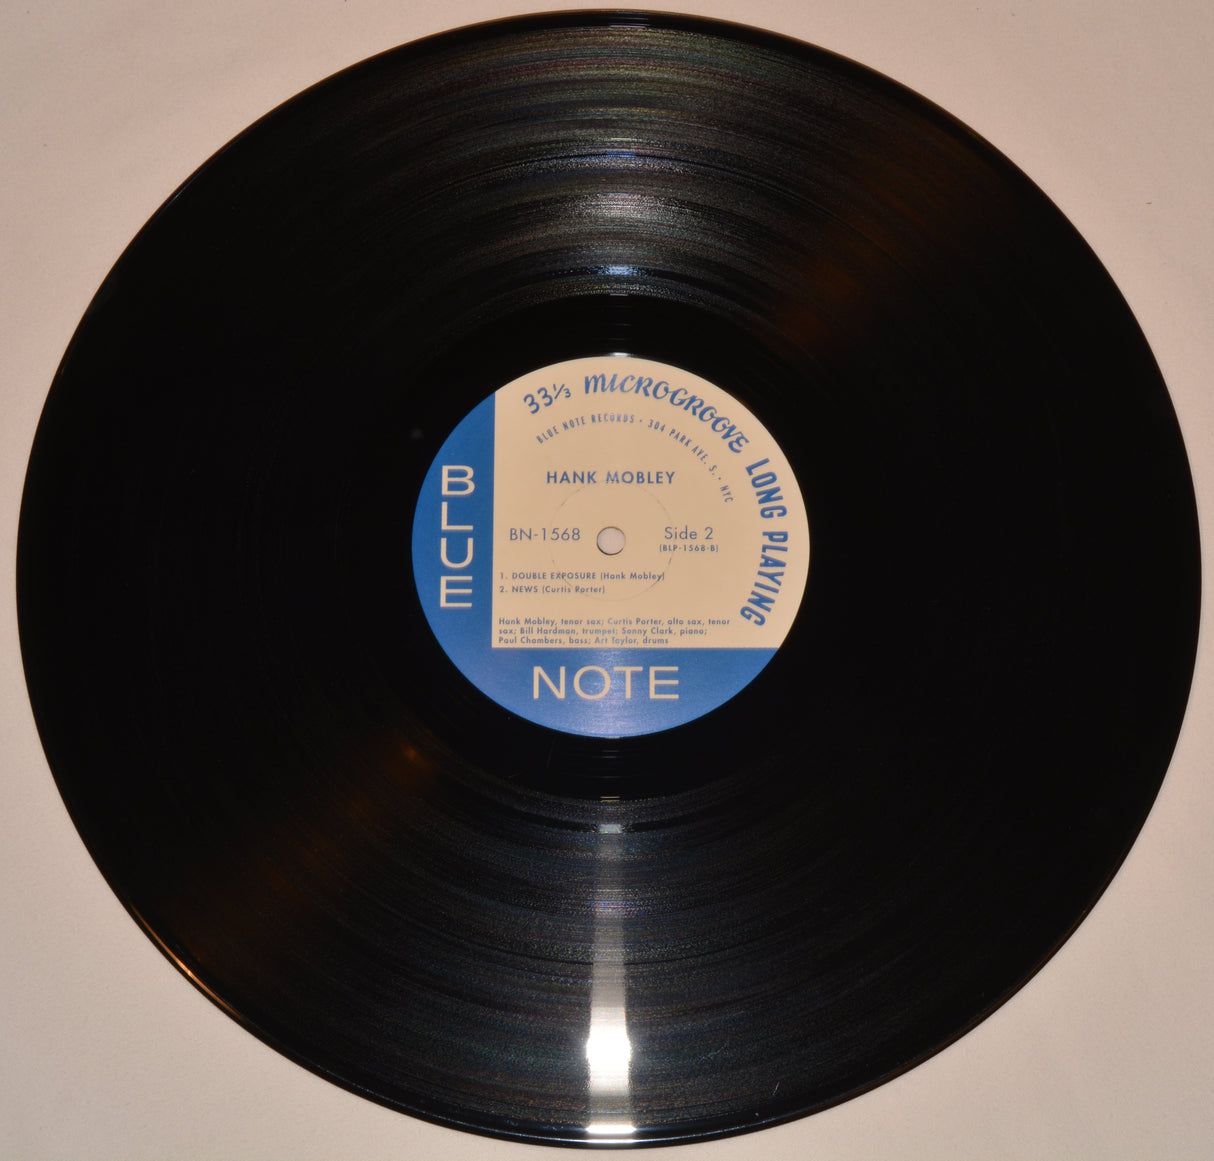 33⅓ MICROGROOVE LONG PLAYING
BLUE NOTE RECORDS • 304 PARK AVE. S. • NYC
HANK MOBLEY
BN-1568
Side 2
(BLP-1568-B)
1. DOUBLE EXPOSURE (Hank Mobley)
2. NEWS (Curtis Porter)
Hank Mobley, tenor sax; Curtis Porter, alto sax, tenor
sax; Bill Hardman, trumpet; Sonny Clark, piano;
Paul Chambers, bass; Art Taylor, drums
BLUE
NOTE